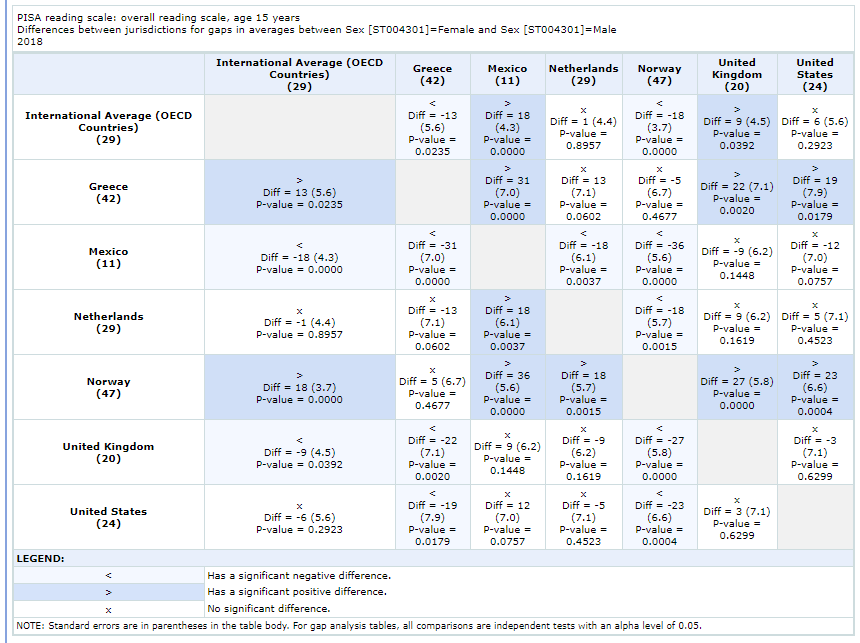 PISA reading scale: overall reading scale, age 15 years
Differences between jurisdictions for gaps in averages between Sex [ST004301]=Female and Sex [ST004301]=Male
2018
International Average (OECD Countries) (29) Greece (42) Mexico (11) Netherlands (29) Norway (47) United Kingdom (20) United States (24)
International Average (OECD Countries) (29) < Diff = -13 (5.6) P-value = 0.0235 > Diff = 18 (4.3) P-value = 0.0000 x Diff = 1 (4.4) P-value = 0.8957 < Diff = -18 (3.7) P-value = 0.0000 > Diff = 9 (4.5) P-value = 0.0392 x Diff = 6 (5.6) P-value = 0.2923
Greece (42) > Diff = 13 (5.6) P-value = 0.0235 > Diff = 31 (7.0) P-value = 0.0000 x Diff = 13 (7.1) P-value = 0.0602 x Diff = -5 (6.7) P-value = 0.4677 > Diff = 22 (7.1) P-value = 0.0020 > Diff = 19 (7.9) P-value = 0.0179
Mexico (11) < Diff = -18 (4.3) P-value = 0.0000 < Diff = -31 (7.0) P-value = 0.0000 < Diff = -18 (6.1) P-value = 0.0037 < Diff = -36 (5.6) P-value = 0.0000 x Diff = -9 (6.2) P-value = 0.1448 x Diff = -12 (7.0) P-value = 0.0757
Netherlands (29) x Diff = -1 (4.4) P-value = 0.8957 x Diff = -13 (7.1) P-value = 0.0602 > Diff = 18 (6.1) P-value = 0.0037 < Diff = -18 (5.7) P-value = 0.0015 x Diff = 9 (6.2) P-value = 0.1619 x Diff = 5 (7.1) P-value = 0.4523
Norway (47) > Diff = 18 (3.7) P-value = 0.0000 x Diff = 5 (6.7) P-value = 0.4677 > Diff = 36 (5.6) P-value = 0.0000 > Diff = 18 (5.7) P-value = 0.0015 > Diff = 27 (5.8) P-value = 0.0000 > Diff = 23 (6.6) P-value = 0.0004
United Kingdom (20) < Diff = -9 (4.5) P-value = 0.0392 < Diff = -22 (7.1) P-value = 0.0020 x Diff = 9 (6.2) P-value = 0.1448 x Diff = -9 (6.2) P-value = 0.1619 < Diff = -27 (5.8) P-value = 0.0000 x Diff = -3 (7.1) P-value = 0.6299
United States (24) x Diff = -6 (5.6) P-value = 0.2923 < Diff = -19 (7.9) P-value = 0.0179 x Diff = 12 (7.0) P-value = 0.0757 x Diff = -5 (7.1) P-value = 0.4523 < Diff = -23 (6.6) P-value = 0.0004 x Diff = 3 (7.1) P-value = 0.6299
LEGEND:
< Has a significant negative difference.
> Has a significant positive difference.
x No significant difference.
NOTE: Standard errors are in parentheses in the table body. For gap analysis tables, all comparisons are independent tests with an alpha level of 0.05.